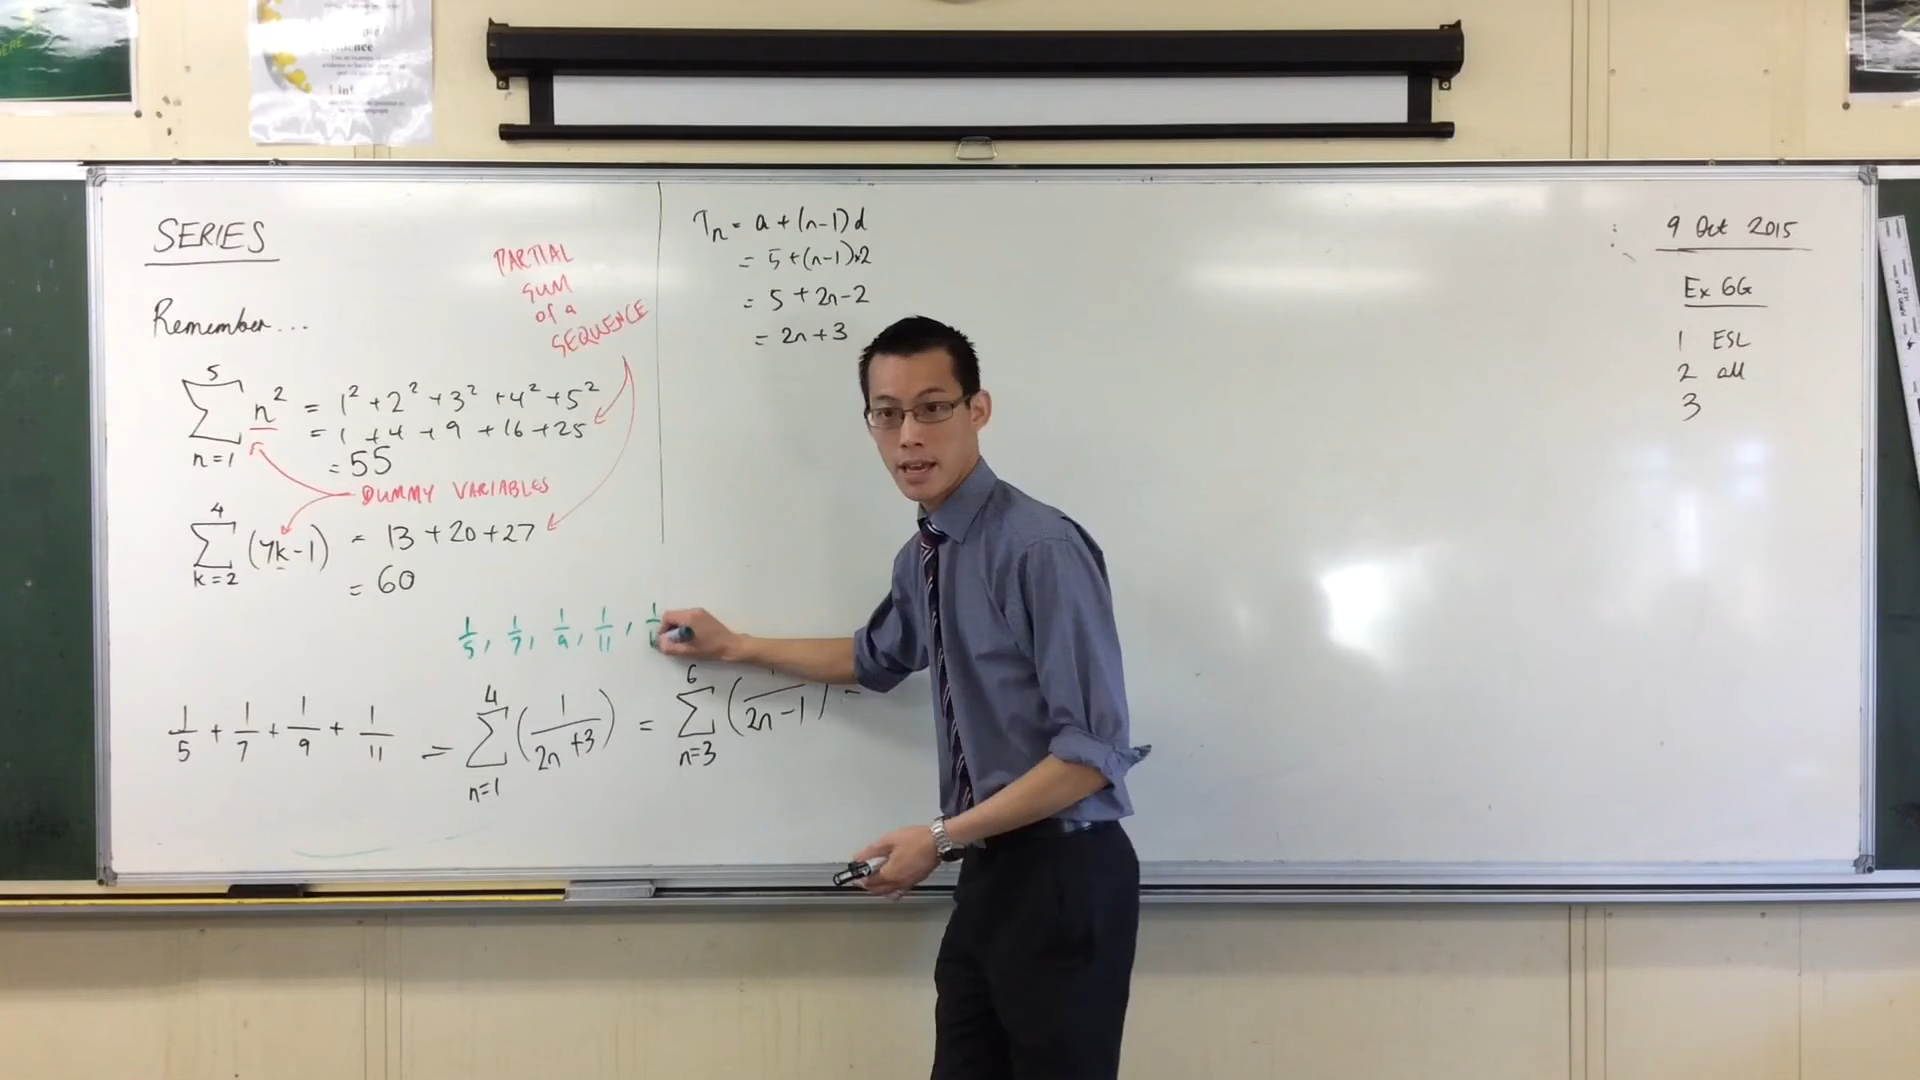 SERIES
Remember...
PARTIAL
SUM
of a
SEQUENCE
5
∑ n² = 1² + 2² + 3² + 4² + 5²
n=1
= 1 + 4 + 9 + 16 + 25
= 55
DUMMY VARIABLES
4
∑ (7k-1) = 13 + 20 + 27
k=2
= 60
1/5, 1/7, 1/9, 1/11,
1/5 + 1/7 + 1/9 + 1/11 = ∑ (1/(2n+3)) = ∑ (1/(2n-1)) =
4
n=1
6
n=3
Tn = a + (n-1)d
= 5 + (n-1)×2
= 5 + 2n-2
= 2n+3
9 Oct 2015
Ex 6G
1 ESL
2 all
3